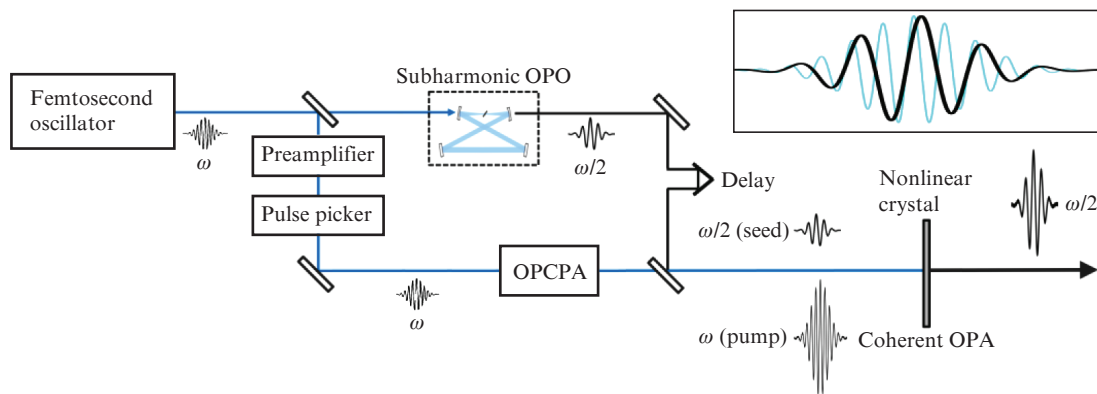 Femtosecond
oscillator
ω
Subharmonic OPO
Preamplifier
Pulse picker
ω/2
Delay
Nonlinear
crystal
ω/2
ω/2 (seed)
OPCPA
ω
ω (pump)
Coherent OPA